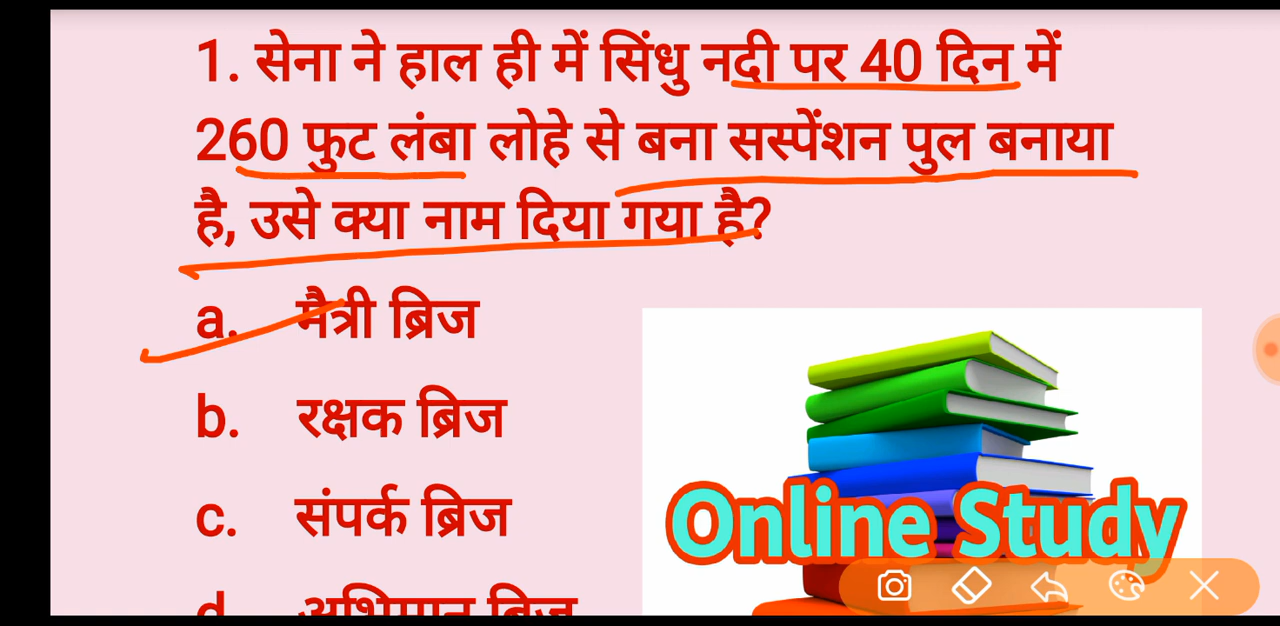 1. सेना ने हाल ही में सिंधु नदी पर 40 दिन में
260 फुट लंबा लोहे से बना सस्पेंशन पुल बनाया
है, उसे क्या नाम दिया गया है?
a. मैत्री ब्रिज
b. रक्षक ब्रिज
c. संपर्क ब्रिज
Online Study
d ब्रिज